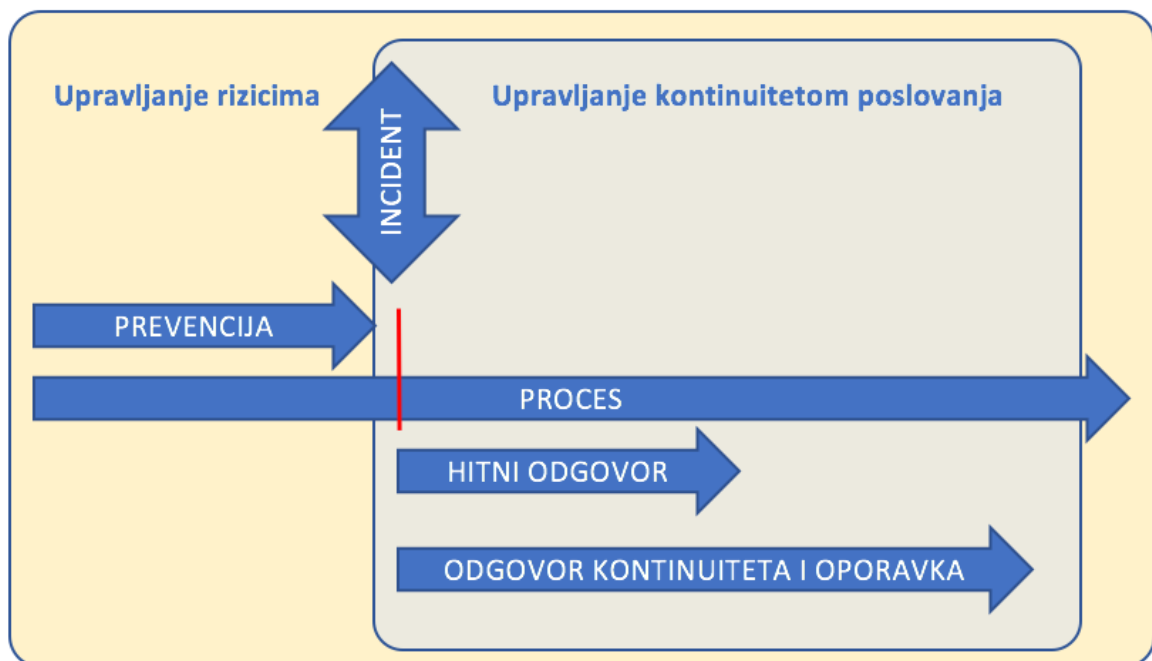 Upravljanje rizicima
Upravljanje kontinuitetom poslovanja
INCIDENT
PREVENCIJA
PROCES
HITNI ODGOVOR
ODGOVOR KONTINUITETA I OPORAVKA